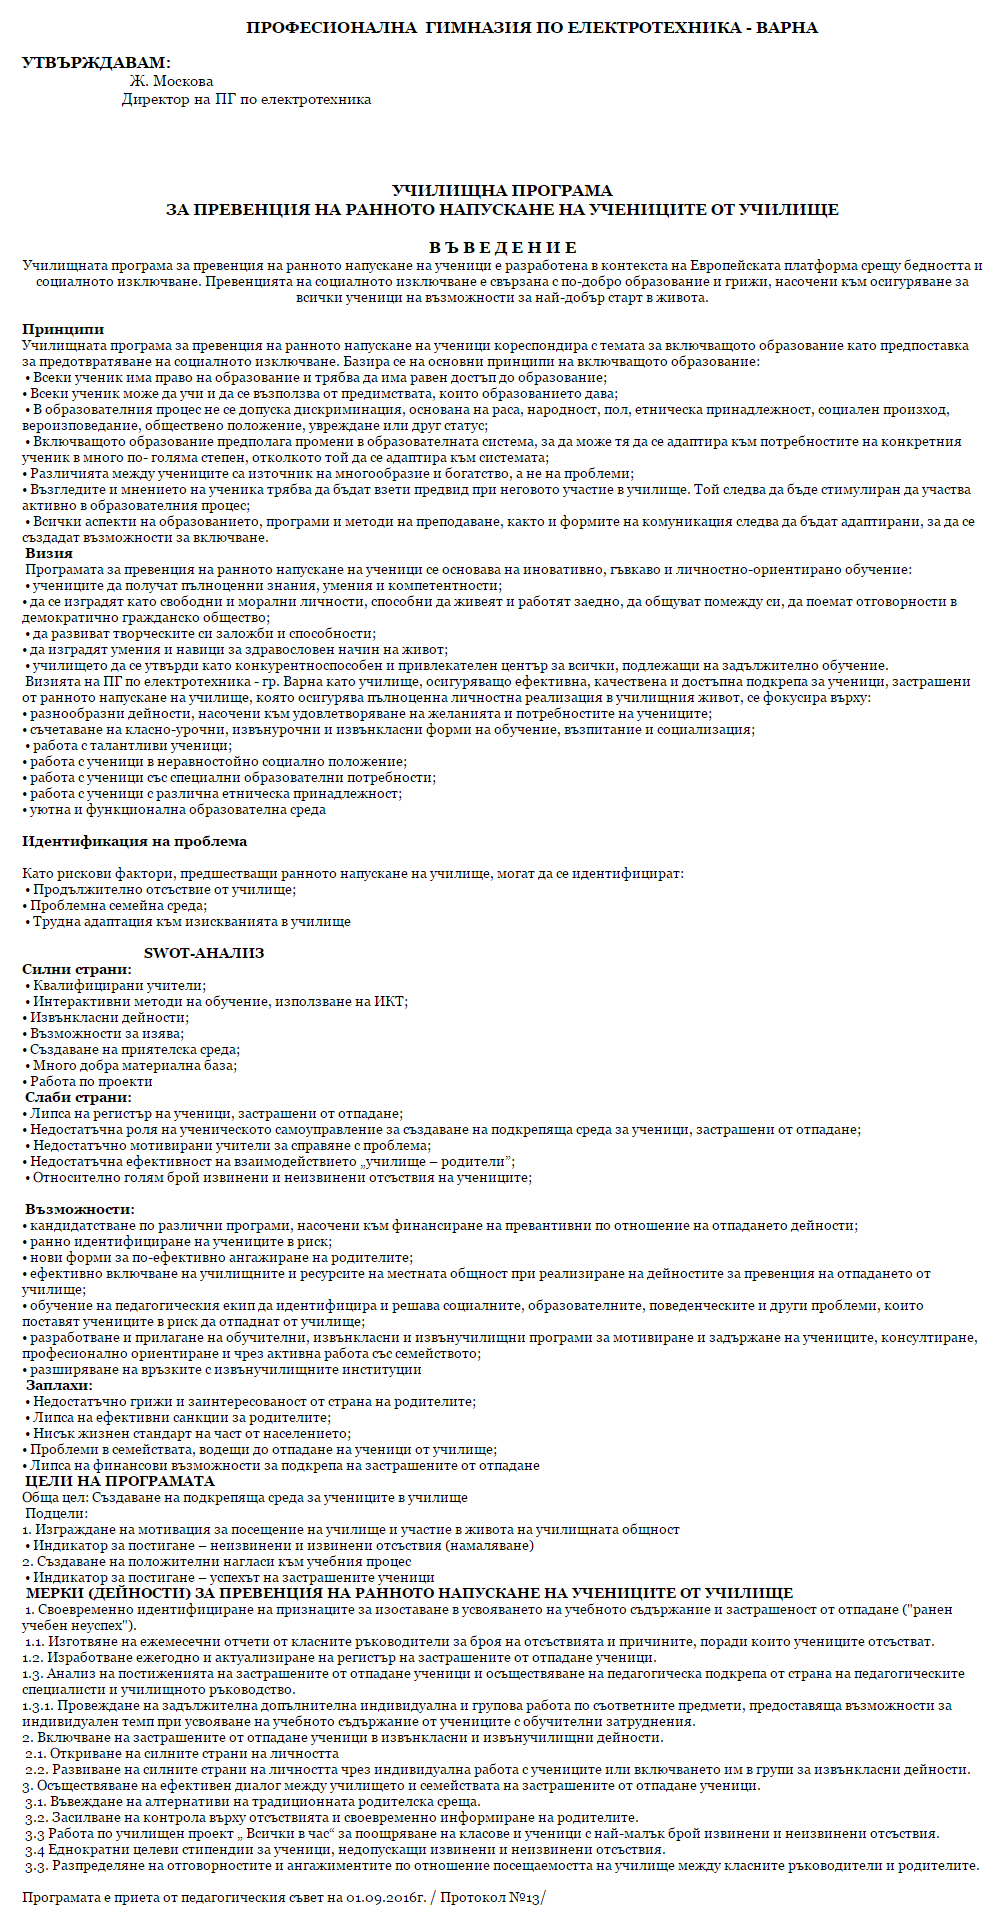 ПРОФЕСИОНАЛНА ГИМНАЗИЯ ПО ЕЛЕКТРОТЕХНИКА - ВАРНА
УТВЪРЖДАВАМ:
Ж. Москова
Директор на ПГ по електротехника
УЧИЛИЩНА ПРОГРАМА
ЗА ПРЕВЕНЦИЯ НА РАННОТО НАПУСКАНЕ НА УЧЕНИЦИТЕ ОТ УЧИЛИЩЕ
В Ъ В Е Д Е Н И Е
Училищната програма за превенция на ранното напускане на ученици е разработена в контекста на Европейската платформа срещу бедността и
социалното изключване. Превенцията на социалното изключване е свързана с по-добро образование и грижи, насочени към осигуряване за
всички ученици на възможности за най-добър старт в живота.
Принципи
Училищната програма за превенция на ранното напускане на ученици кореспондира с темата за включващото образование като предпоставка
за предотвратяване на социалното изключване. Базира се на основни принципи на включващото образование:
• Всеки ученик има право на образование и трябва да има равен достъп до образование;
• Всеки ученик може да учи и да се възползва от предимствата, които образованието дава;
• В образователния процес не се допуска дискриминация, основана на раса, народност, пол, етническа принадлежност, социален произход,
вероизповедание, обществено положение, увреждане или друг статус;
• Включващото образование предполага промени в образователната система, за да може тя да се адаптира към потребностите на конкретния
ученик в много по- голяма степен, отколкото той да се адаптира към системата;
• Различията между учениците са източник на многообразие и богатство, а не на проблеми;
• Възгледите и мнението на ученика трябва да бъдат взети предвид при неговото участие в училище. Той следва да бъде стимулиран да участва
активно в образователния процес;
• Всички аспекти на образованието, програми и методи на преподаване, както и формите на комуникация следва да бъдат адаптирани, за да се
създадат възможности за включване.
Визия
Програмата за превенция на ранното напускане на ученици се основава на иновативно, гъвкаво и личностно-ориентирано обучение:
• учениците да получат пълноценни знания, умения и компетентности;
• да се изградят като свободни и морални личности, способни да живеят и работят заедно, да общуват помежду си, да поемат отговорности в
демократично гражданско общество;
• да развиват творческите си заложби и способности;
• да изградят умения и навици за здравословен начин на живот;
• училището да се утвърди като конкурентноспособен и привлекателен център за всички, подлежащи на задължително обучение.
Визията на ПГ по електротехника - гр. Варна като училище, осигуряващо ефективна, качествена и достъпна подкрепа за ученици, застрашени
от ранното напускане на училище, която осигурява пълноценна личностна реализация в училищния живот, се фокусира върху:
• разнообразни дейности, насочени към удовлетворяване на желанията и потребностите на учениците;
• съчетаване на класно-урочни, извънурочни и извънкласни форми на обучение, възпитание и социализация;
• работа с талантливи ученици;
• работа с ученици в неравностойно социално положение;
• работа с ученици със специални образователни потребности;
• работа с ученици с различна етническа принадлежност;
• уютна и функционална образователна среда
Идентификация на проблема
Като рискови фактори, предшестващи ранното напускане на училище, могат да се идентифицират:
• Продължително отсъствие от училище;
• Проблемна семейна среда;
• Трудна адаптация към изискванията в училище
SWOT-АНАЛИЗ
Силни страни:
• Квалифицирани учители;
• Интерактивни методи на обучение, използване на ИКТ;
• Извънкласни дейности;
• Възможности за изява;
• Създаване на приятелска среда;
• Много добра материална база;
• Работа по проекти
Слаби страни:
• Липса на регистър на ученици, застрашени от отпадане;
• Недостатъчна роля на ученическото самоуправление за създаване на подкрепяща среда за ученици, застрашени от отпадане;
• Недостатъчно мотивирани учители за справяне с проблема;
• Недостатъчна ефективност на взаимодействието „училище – родители”;
• Относително голям брой извинени и неизвинени отсъствия на учениците;
Възможности:
• кандидатстване по различни програми, насочени към финансиране на превантивни по отношение на отпадането дейности;
• ранно идентифициране на учениците в риск;
• нови форми за по-ефективно ангажиране на родителите;
• ефективно включване на училищните и ресурсите на местната общност при реализиране на дейностите за превенция на отпадането от
училище;
• обучение на педагогическия екип да идентифицира и решава социалните, образователните, поведенческите и други проблеми, които
поставят учениците в риск да отпаднат от училище;
• разработване и прилагане на обучителни, извънкласни и извънучилищни програми за мотивиране и задържане на учениците, консултиране,
професионално ориентиране и чрез активна работа със семейството;
• разширяване на връзките с извънучилищните институции
Заплахи:
• Недостатъчно грижи и заинтересованост от страна на родителите;
• Липса на ефективни санкции за родителите;
• Нисък жизнен стандарт на част от населението;
• Проблеми в семействата, водещи до отпадане на ученици от училище;
• Липса на финансови възможности за подкрепа на застрашените от отпадане
ЦЕЛИ НА ПРОГРАМАТА
Обща цел: Създаване на подкрепяща среда за учениците в училище
Подцели:
1. Изграждане на мотивация за посещение на училище и участие в живота на училищната общност
• Индикатор за постигане – неизвинени и извинени отсъствия (намаляване)
2. Създаване на положителни нагласи към учебния процес
• Индикатор за постигане – успехът на застрашените ученици
МЕРКИ (ДЕЙНОСТИ) ЗА ПРЕВЕНЦИЯ НА РАННОТО НАПУСКАНЕ НА УЧЕНИЦИТЕ ОТ УЧИЛИЩЕ
1. Своевременно идентифициране на признаците за изоставане в усвояването на учебното съдържание и застрашеност от отпадане ("ранен
учебен неуспех").
1.1. Изготвяне на ежемесечни отчети от класните ръководители за броя на отсъствията и причините, поради които учениците отсъстват.
1.2. Изработване ежегодно и актуализиране на регистър на застрашените от отпадане ученици.
1.3. Анализ на постиженията на застрашените от отпадане ученици и осъществяване на педагогическа подкрепа от страна на педагогическите
специалисти и училищното ръководство.
1.3.1. Провеждане на задължителна допълнителна индивидуална и групова работа по съответните предмети, предоставяща възможности за
индивидуален темп при усвояване на учебното съдържание от учениците с обучителни затруднения.
2. Включване на застрашените от отпадане ученици в извънкласни и извънучилищни дейности.
2.1. Откриване на силните страни на личността
2.2. Развиване на силните страни на личността чрез индивидуална работа с учениците или включването им в групи за извънкласни дейности.
3. Осъществяване на ефективен диалог между училището и семействата на застрашените от отпадане ученици.
3.1. Въвеждане на алтернативи на традиционната родителска среща.
3.2. Засилване на контрола върху отсъствията и своевременно информиране на родителите.
3.3 Работа по училищен проект „ Всички в час“ за поощряване на класове и ученици с най-малък брой извинени и неизвинени отсъствия.
3.4 Еднократни целеви стипендии за ученици, недопускащи извинени и неизвинени отсъствия.
3.3. Разпределяне на отговорностите и ангажиментите по отношение посещаемостта на училище между класните ръководители и родителите.
Програмата е приета от педагогическия съвет на 01.09.2016г. / Протокол №13/